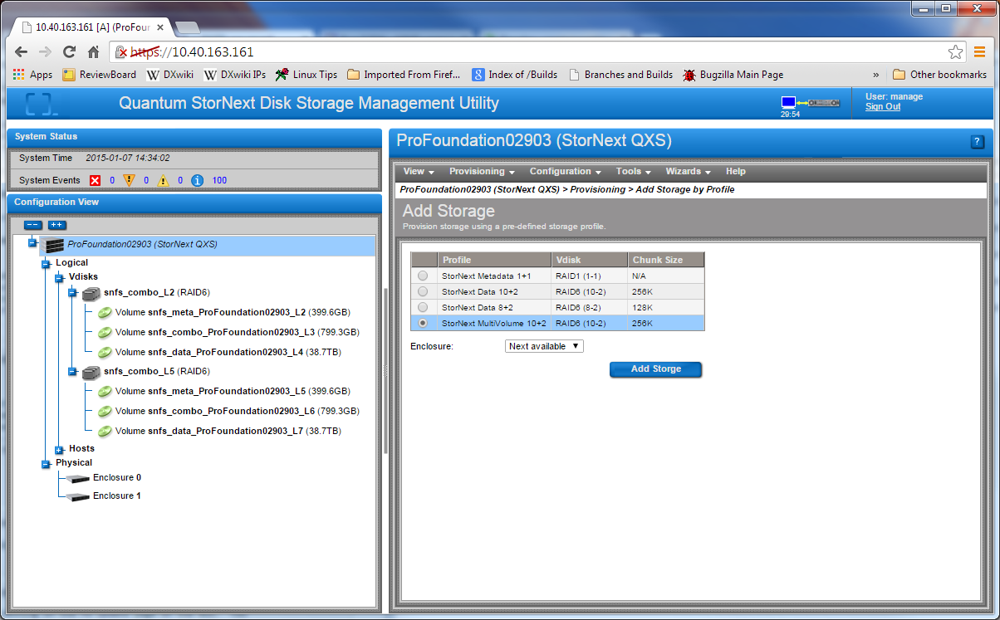 10.40.163.161 [A] (ProFour
https://10.40.163.161
Apps ReviewBoard DXwiki DXwiki IPs Linux Tips Imported From Firef... Index of /Builds Branches and Builds Bugzilla Main Page » Other bookmarks
Quantum StorNext Disk Storage Management Utility
29:54
User: manage
Sign Out
System Status
System Time 2015-01-07 14:34:02
System Events 0 0 0 100
Configuration View
ProFoundation02903 (StorNext QXS)
Logical
Vdisks
snfs_combo_L2 (RAID6)
Volume snfs_meta_ProFoundation02903_L2 (399.6GB)
Volume snfs_combo_ProFoundation02903_L3 (799.3GB)
Volume snfs_data_ProFoundation02903_L4 (38.7TB)
snfs_combo_L5 (RAID6)
Volume snfs_meta_ProFoundation02903_L5 (399.6GB)
Volume snfs_combo_ProFoundation02903_L6 (799.3GB)
Volume snfs_data_ProFoundation02903_L7 (38.7TB)
Hosts
Physical
Enclosure 0
Enclosure 1
ProFoundation02903 (StorNext QXS)
?
View Provisioning Configuration Tools Wizards Help
ProFoundation02903 (StorNext QXS) > Provisioning > Add Storage by Profile
Add Storage
Provision storage using a pre-defined storage profile.
Profile Vdisk Chunk Size
StorNext Metadata 1+1 RAID1 (1-1) N/A
StorNext Data 10+2 RAID6 (10-2) 256K
StorNext Data 8+2 RAID6 (8-2) 128K
StorNext MultiVolume 10+2 RAID6 (10-2) 256K
Enclosure: Next available
Add Storge